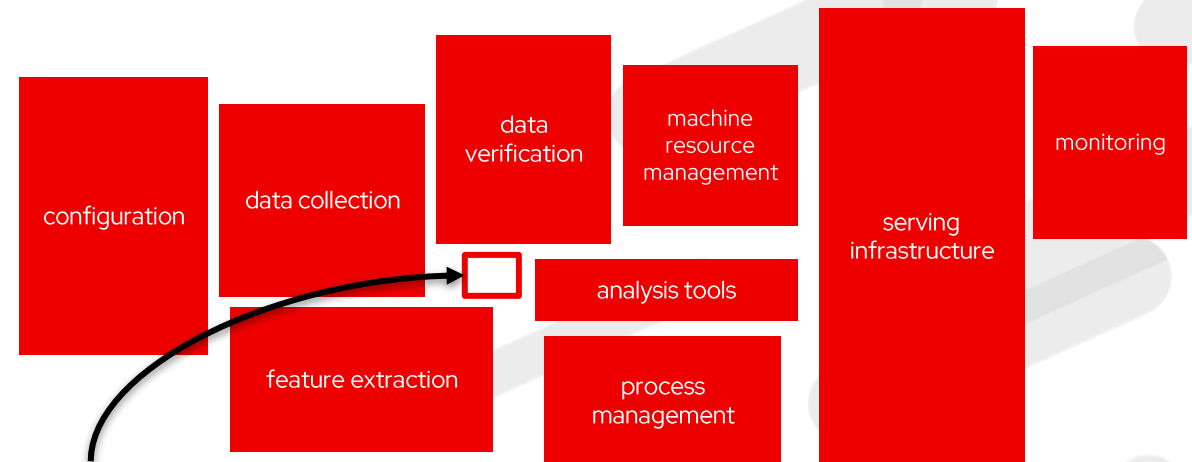 configuration
data collection
data
verification
machine
resource
management
serving
infrastructure
monitoring
analysis tools
feature extraction
process
management